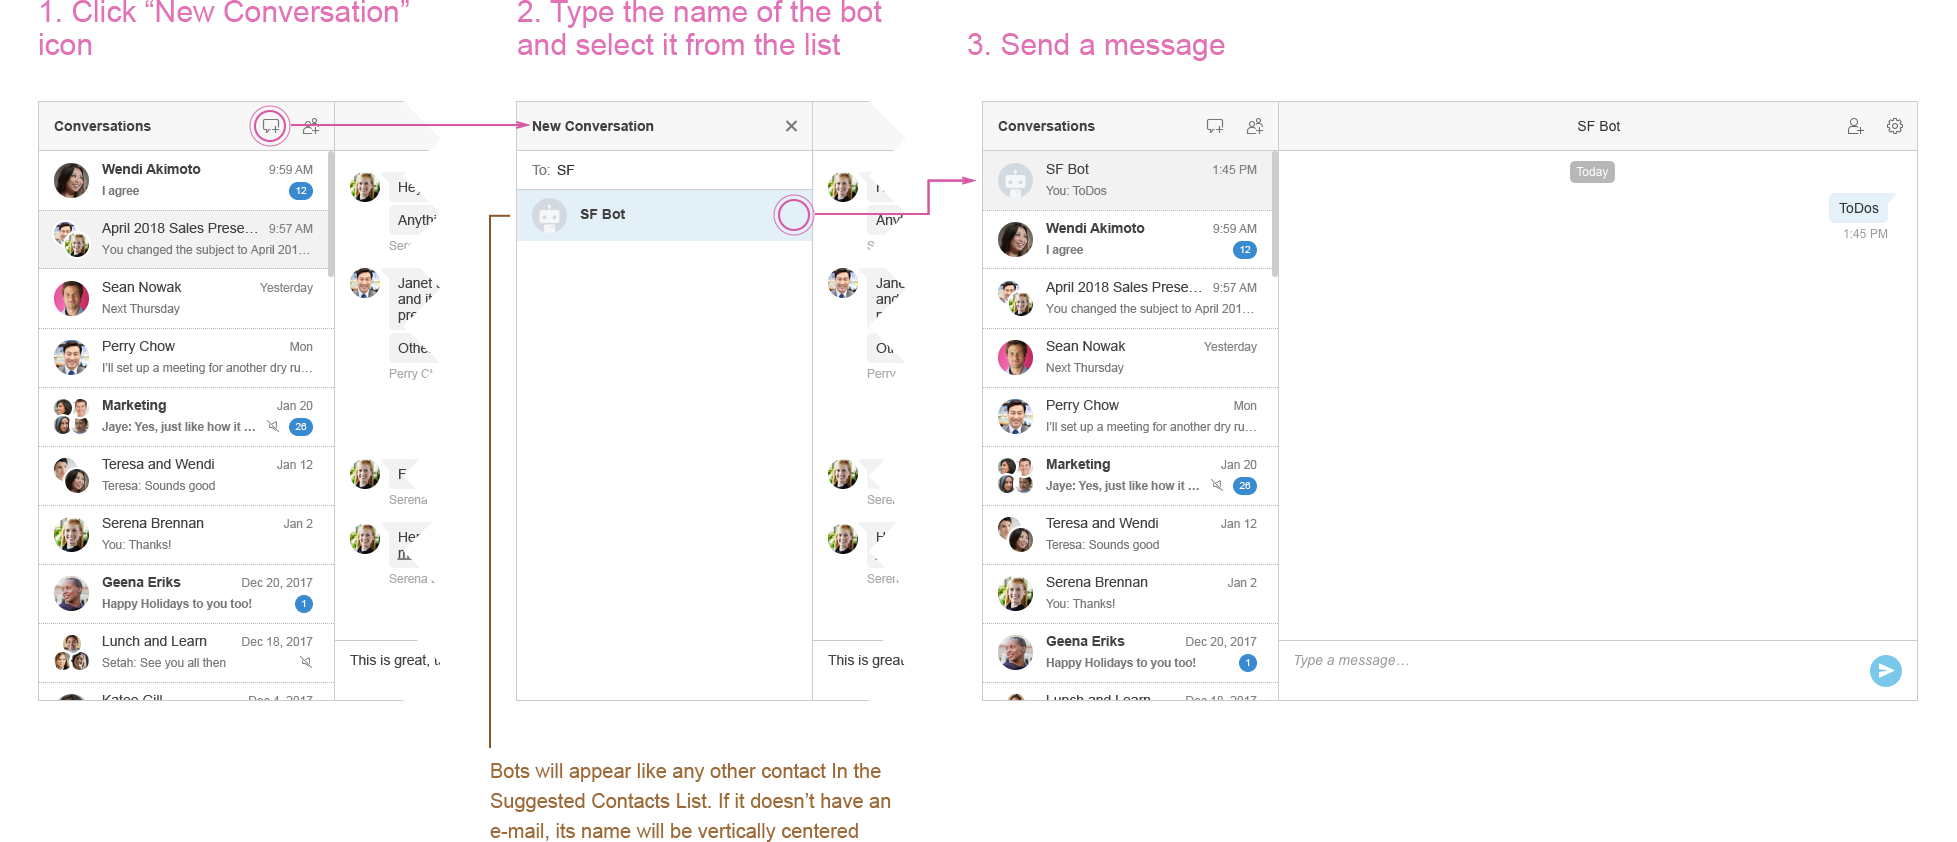 1. Click “New Conversation”
icon
2. Type the name of the bot
and select it from the list
3. Send a message
Conversations
Wendi Akimoto 9:59 AM
I agree 12
April 2018 Sales Prese... 9:57 AM
You changed the subject to April 201...
Sean Nowak Yesterday
Next Thursday
Perry Chow Mon
I’ll set up a meeting for another dry ru...
Marketing Jan 20
Jaye: Yes, just like how it ... 26
Teresa and Wendi Jan 12
Teresa: Sounds good
Serena Brennan Jan 2
You: Thanks!
Geena Eriks Dec 20, 2017
Happy Holidays to you too! 1
Lunch and Learn Dec 18, 2017
Setah: See you all then
Janet
and it
Perry
F
Serena
Serena
This is great,
New Conversation
To: SF
SF Bot
and
Perry
This is great
Conversations
SF Bot 1:45 PM
You: ToDos
Wendi Akimoto 9:59 AM
I agree 12
April 2018 Sales Prese... 9:57 AM
You changed the subject to April 201...
Sean Nowak Yesterday
Next Thursday
Perry Chow Mon
I’ll set up a meeting for another dry ru...
Marketing Jan 20
Jaye: Yes, just like how it ... 26
Teresa and Wendi Jan 12
Teresa: Sounds good
Serena Brennan Jan 2
You: Thanks!
Geena Eriks Dec 20, 2017
Happy Holidays to you too! 1
Lunch and Learn Dec 18, 2017
SF Bot
Today
ToDos
1:45 PM
Type a message...
Bots will appear like any other contact In the
Suggested Contacts List. If it doesn’t have an
e-mail, its name will be vertically centered